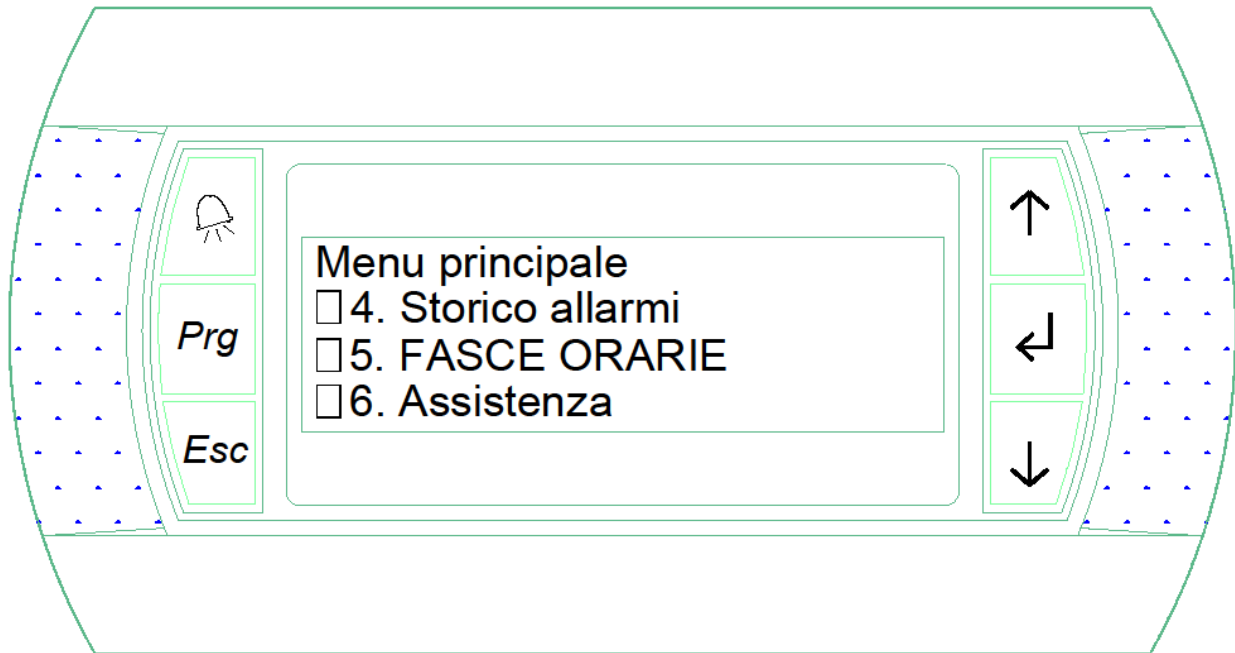 Menu principale
4. Storico allarmi
5. FASCE ORARIE
6. Assistenza
Prg
Esc